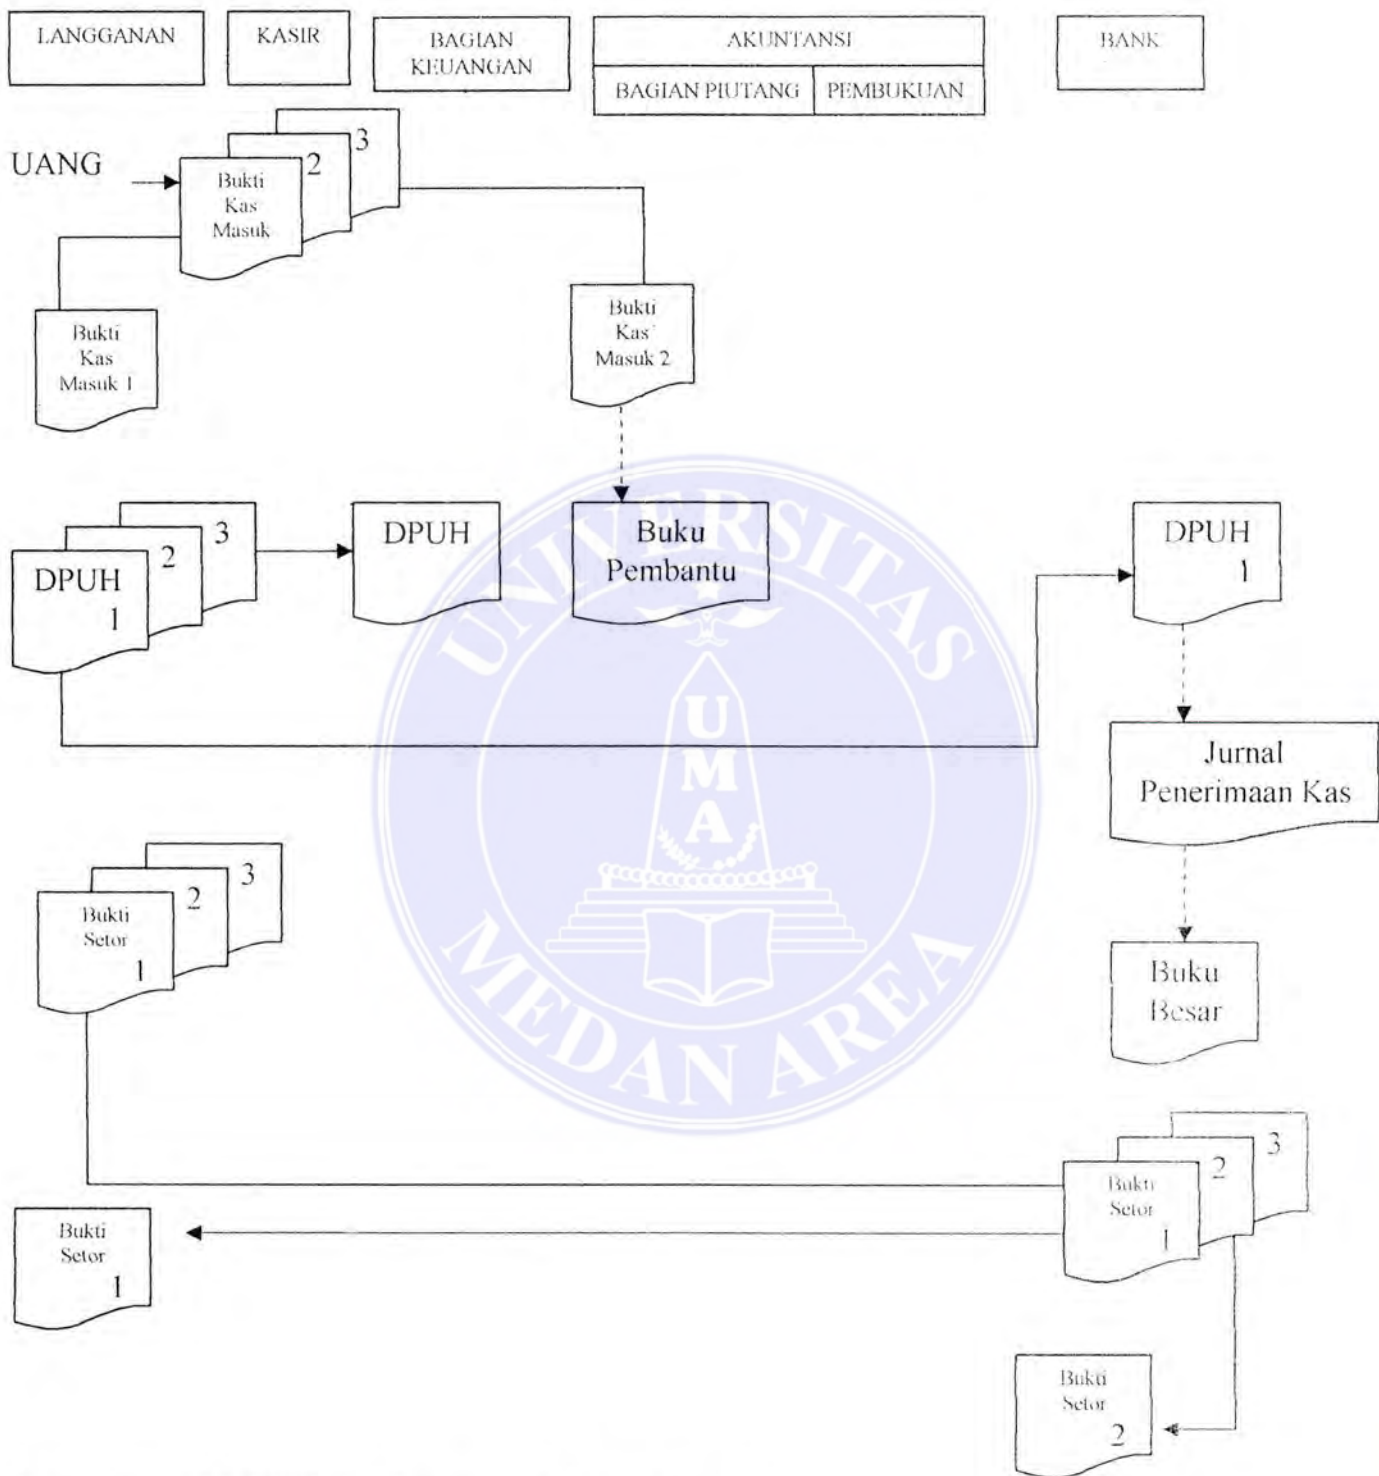 LANGGANAN
KASIR
BAGIAN
KEUANGAN
AKUNTANSI
BAGIAN PIUTANG
PEMBUKUAN
BANK
UANG
Bukti
Kas
Masuk
2
3
Bukti
Kas
Masuk 1
Bukti
Kas
Masuk 2
DPUH
1
2
3
DPUH
Buku
Pembantu
DPUH
1
Jurnal
Penerimaan Kas
Bukti
Setor
1
2
3
Buku
Besar
Bukti
Setor
1
2
3
Bukti
Setor
1
Bukti
Setor
2
UNIVERSITAS
UMA
MEDAN AREA